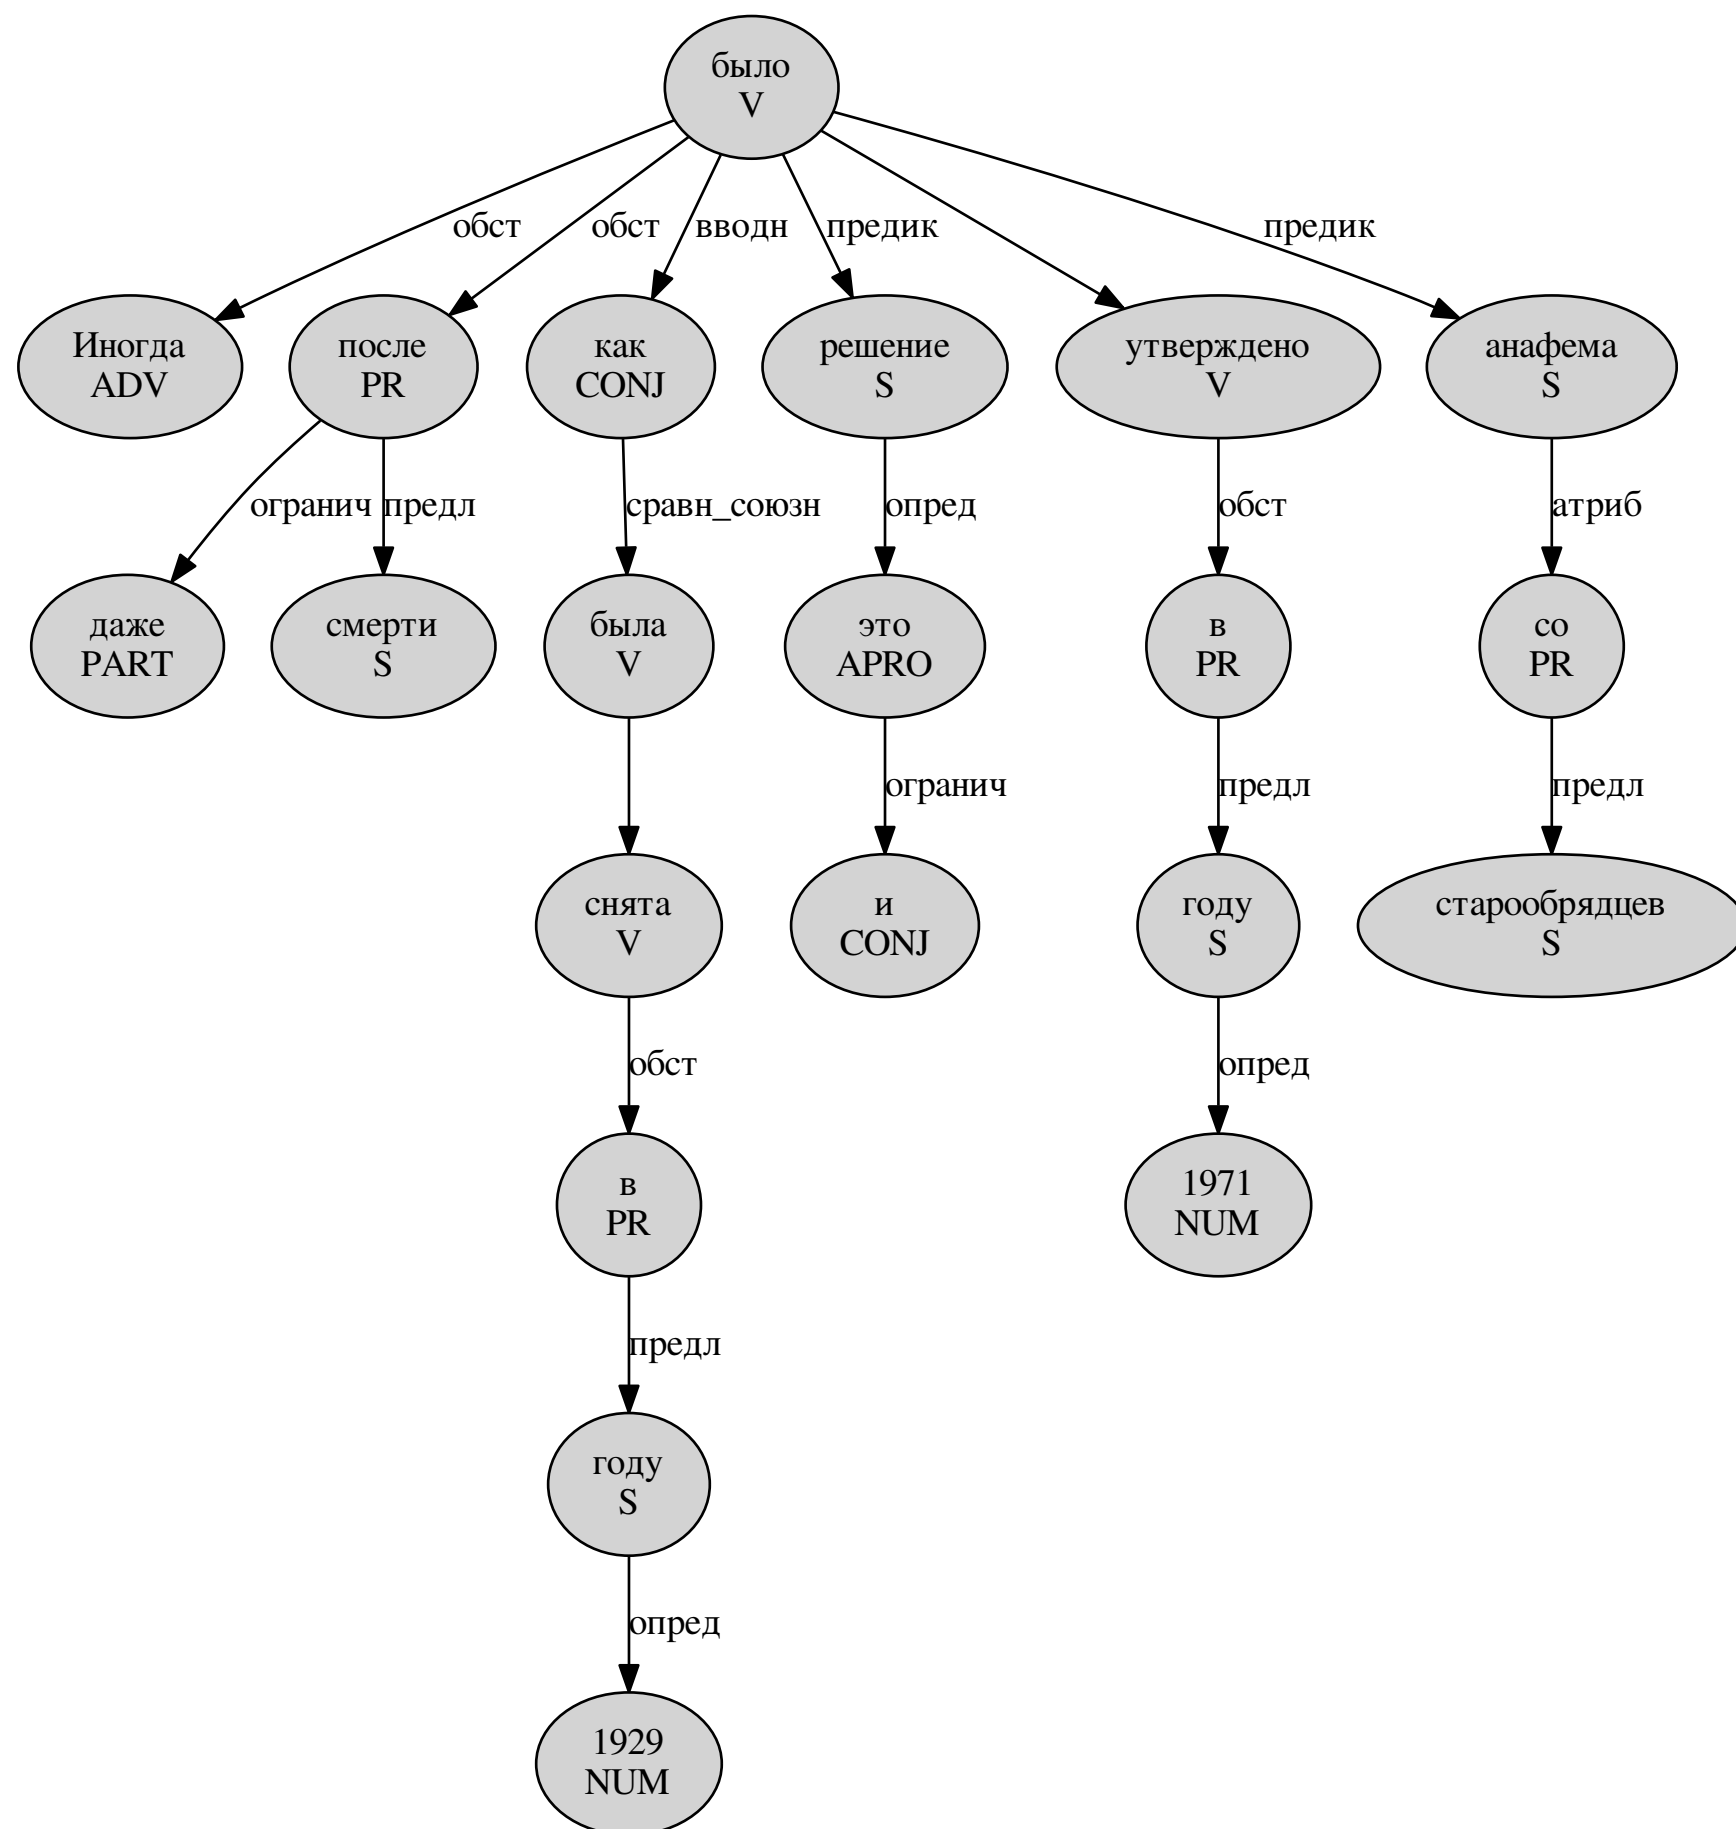 было
V
обст
обст
вводн
предик
предик
Иногда
ADV
после
PR
как
CONJ
решение
S
утверждено
V
анафема
S
огранич
предл
сравн_союзн
опред
обст
атриб
даже
PART
смерти
S
была
V
это
APRO
в
PR
со
PR
огранич
предл
предл
снята
V
и
CONJ
году
S
старообрядцев
S
обст
опред
в
PR
1971
NUM
предл
году
S
опред
1929
NUM